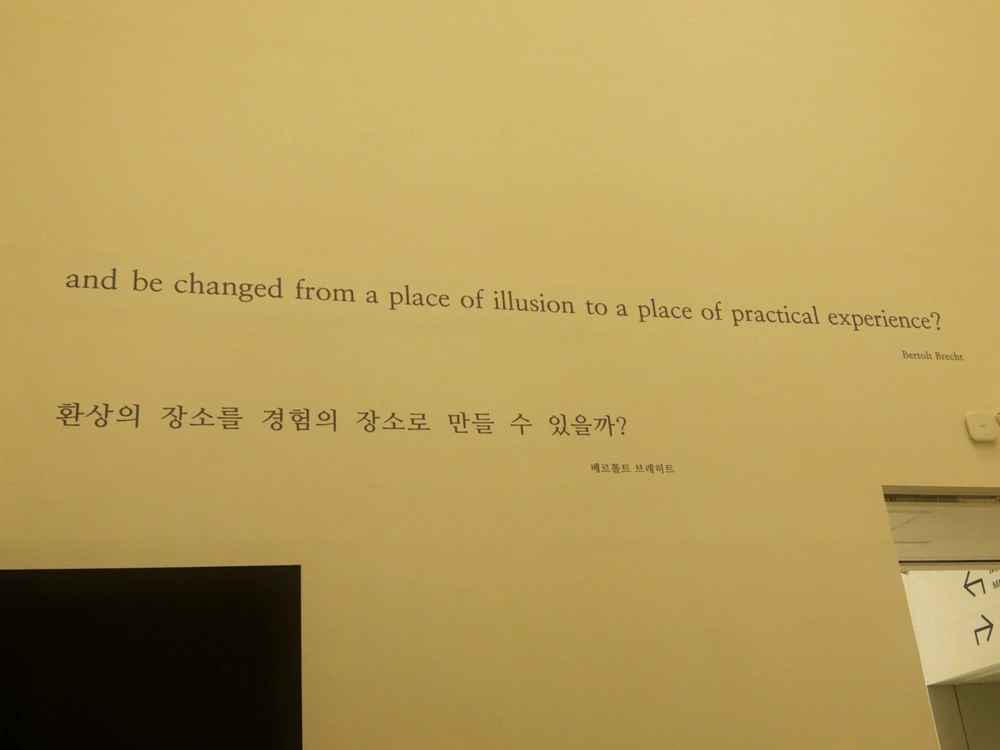 and be changed from a place of illusion to a place of practical experience?
Bertolt Brecht
환상의 장소를 경험의 장소로 만들 수 있을까?
베르톨트 브레히트